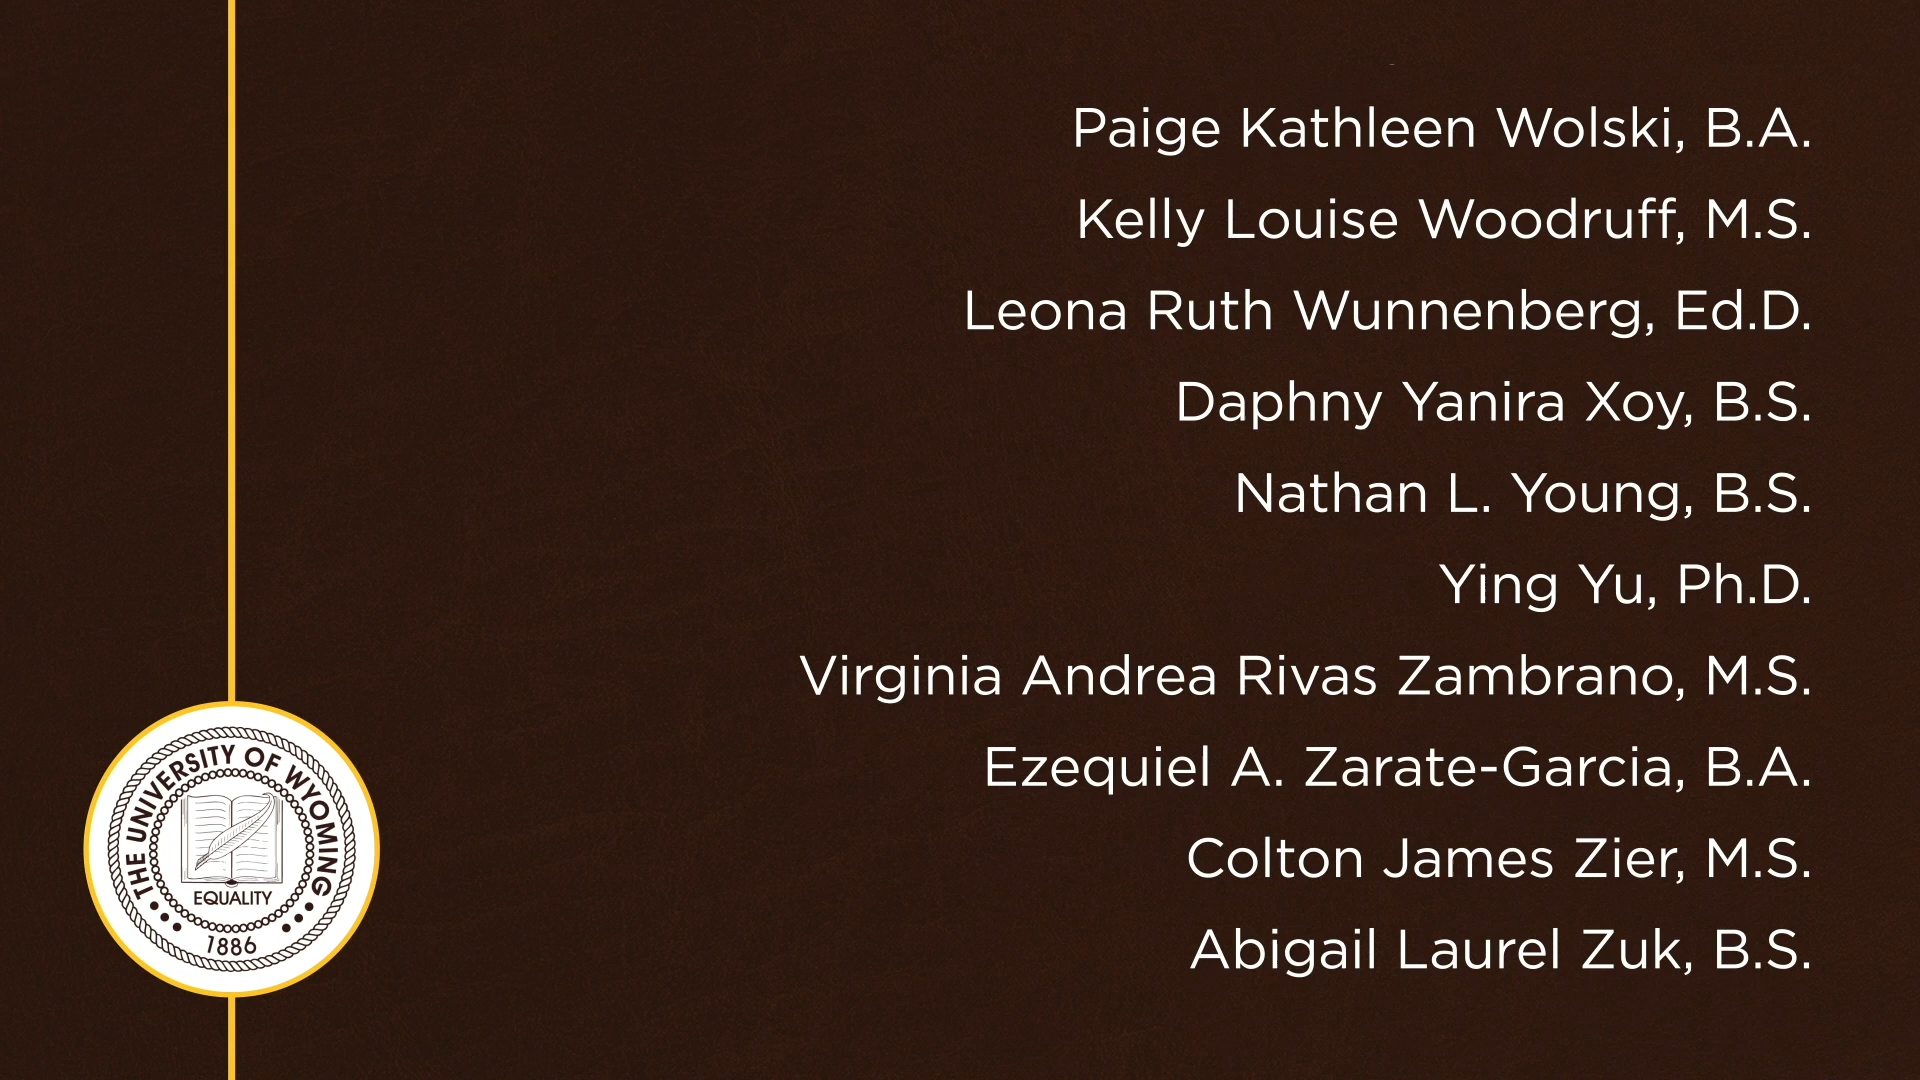 Paige Kathleen Wolski, B.A.
Kelly Louise Woodruff, M.S.
Leona Ruth Wunnenberg, Ed.D.
Daphny Yanira Xoy, B.S.
Nathan L. Young, B.S.
Ying Yu, Ph.D.
Virginia Andrea Rivas Zambrano, M.S.
Ezequiel A. Zarate-Garcia, B.A.
Colton James Zier, M.S.
Abigail Laurel Zuk, B.S.
THE UNIVERSITY OF WYOMING
EQUALITY
1886